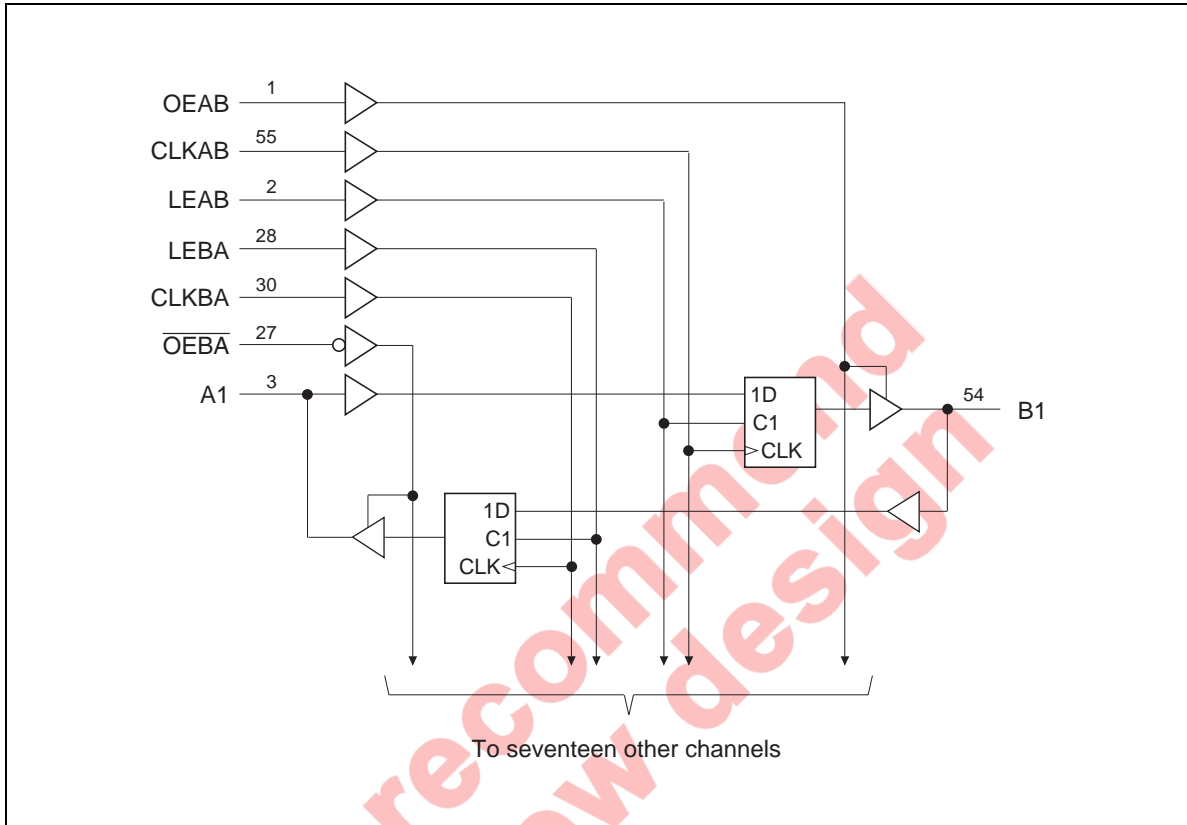 OEAB 1
CLKAB 55
LEAB 2
LEBA 28
CLKBA 30
OEBA 27
A1 3
1D
C1
CLK
54 B1
1D
C1
CLK
To seventeen other channels
recommend
ew design